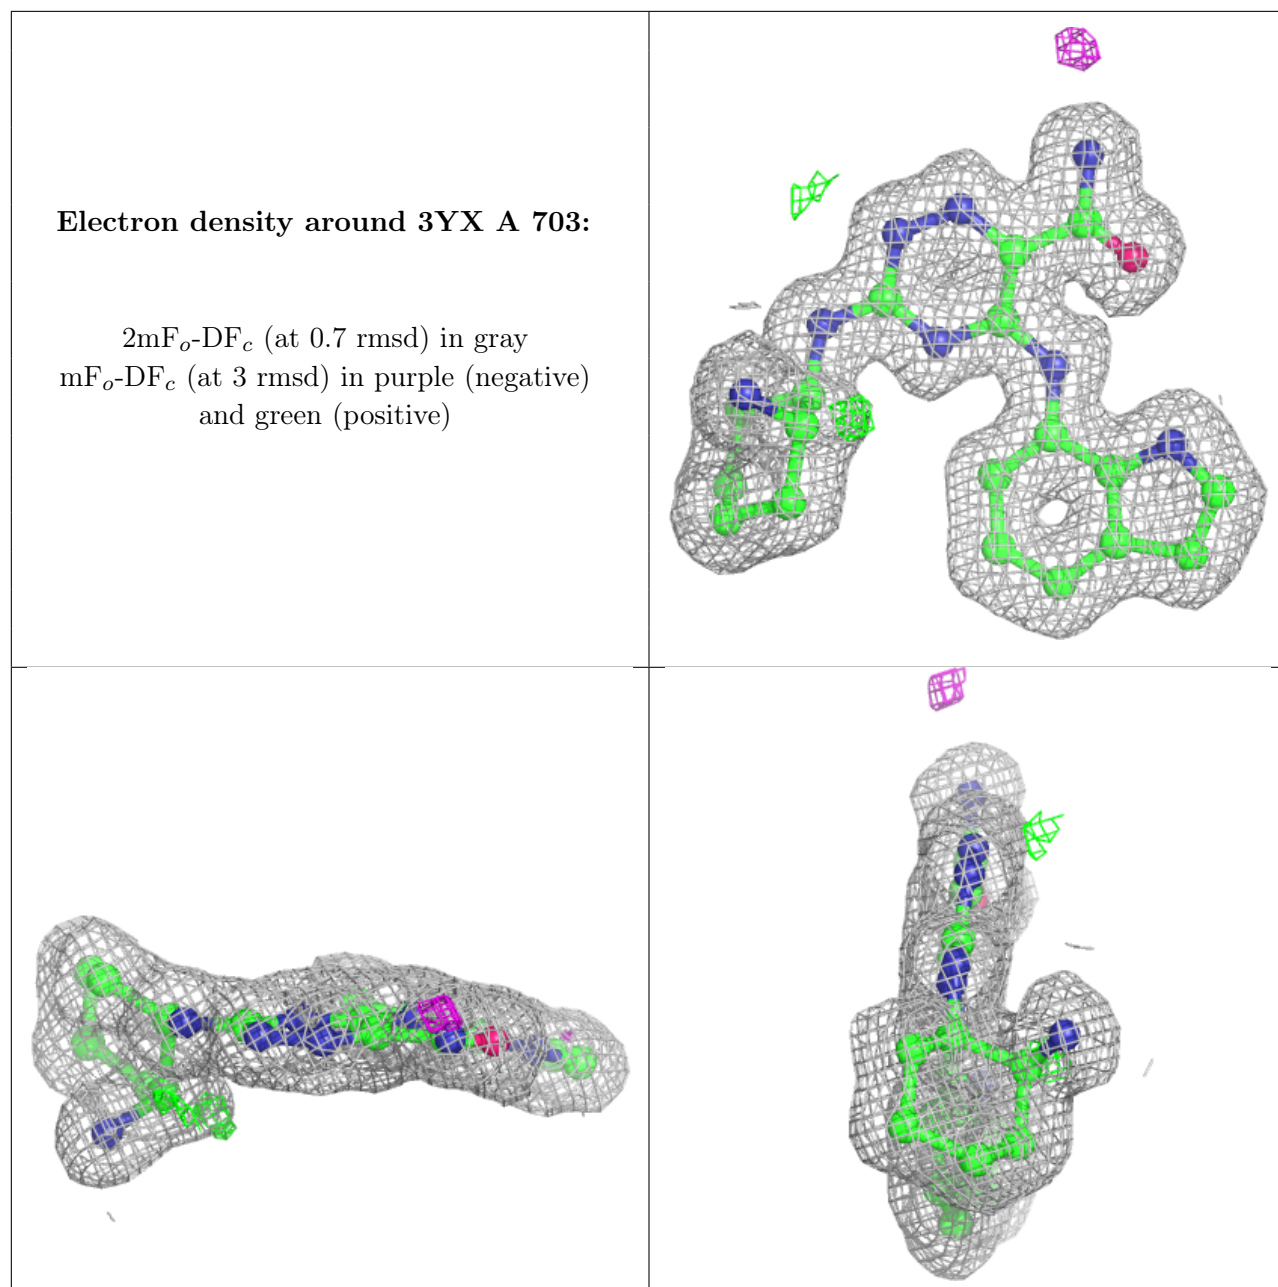 Electron density around 3YX A 703:
2mFₒ-DF𝒸 (at 0.7 rmsd) in gray
mFₒ-DF𝒸 (at 3 rmsd) in purple (negative)
and green (positive)